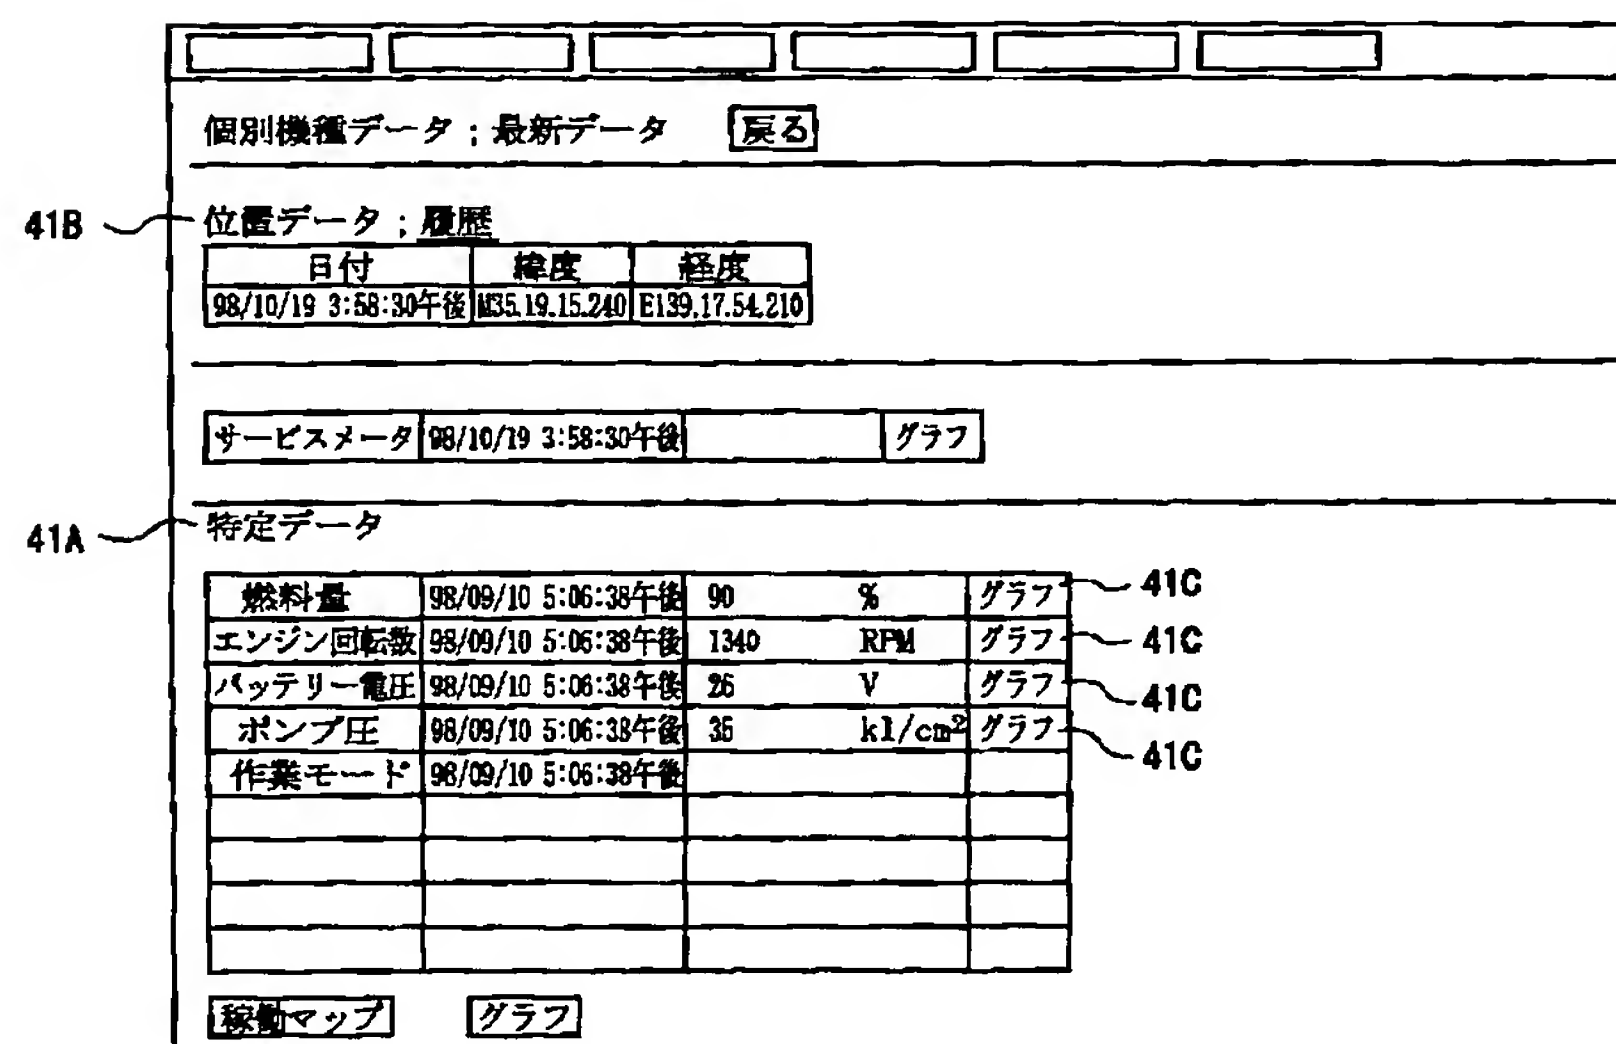 個別機種データ；最新データ 戻る
41B 位置データ；履歴
日付 緯度 経度
98/10/19 3:58:30午後 N35.19.15.240 E139.17.54.210
サービスメータ 98/10/19 3:58:30午後 グラフ
41A 特定データ
燃料量 98/09/10 5:06:38午後 90 % グラフ 41C
エンジン回転数 98/09/10 5:06:38午後 1340 RPM グラフ 41C
バッテリー電圧 98/09/10 5:06:38午後 26 V グラフ 41C
ポンプ圧 98/09/10 5:06:38午後 35 kl/cm² グラフ 41C
作業モード 98/09/10 5:06:38午後
稼働マップ グラフ